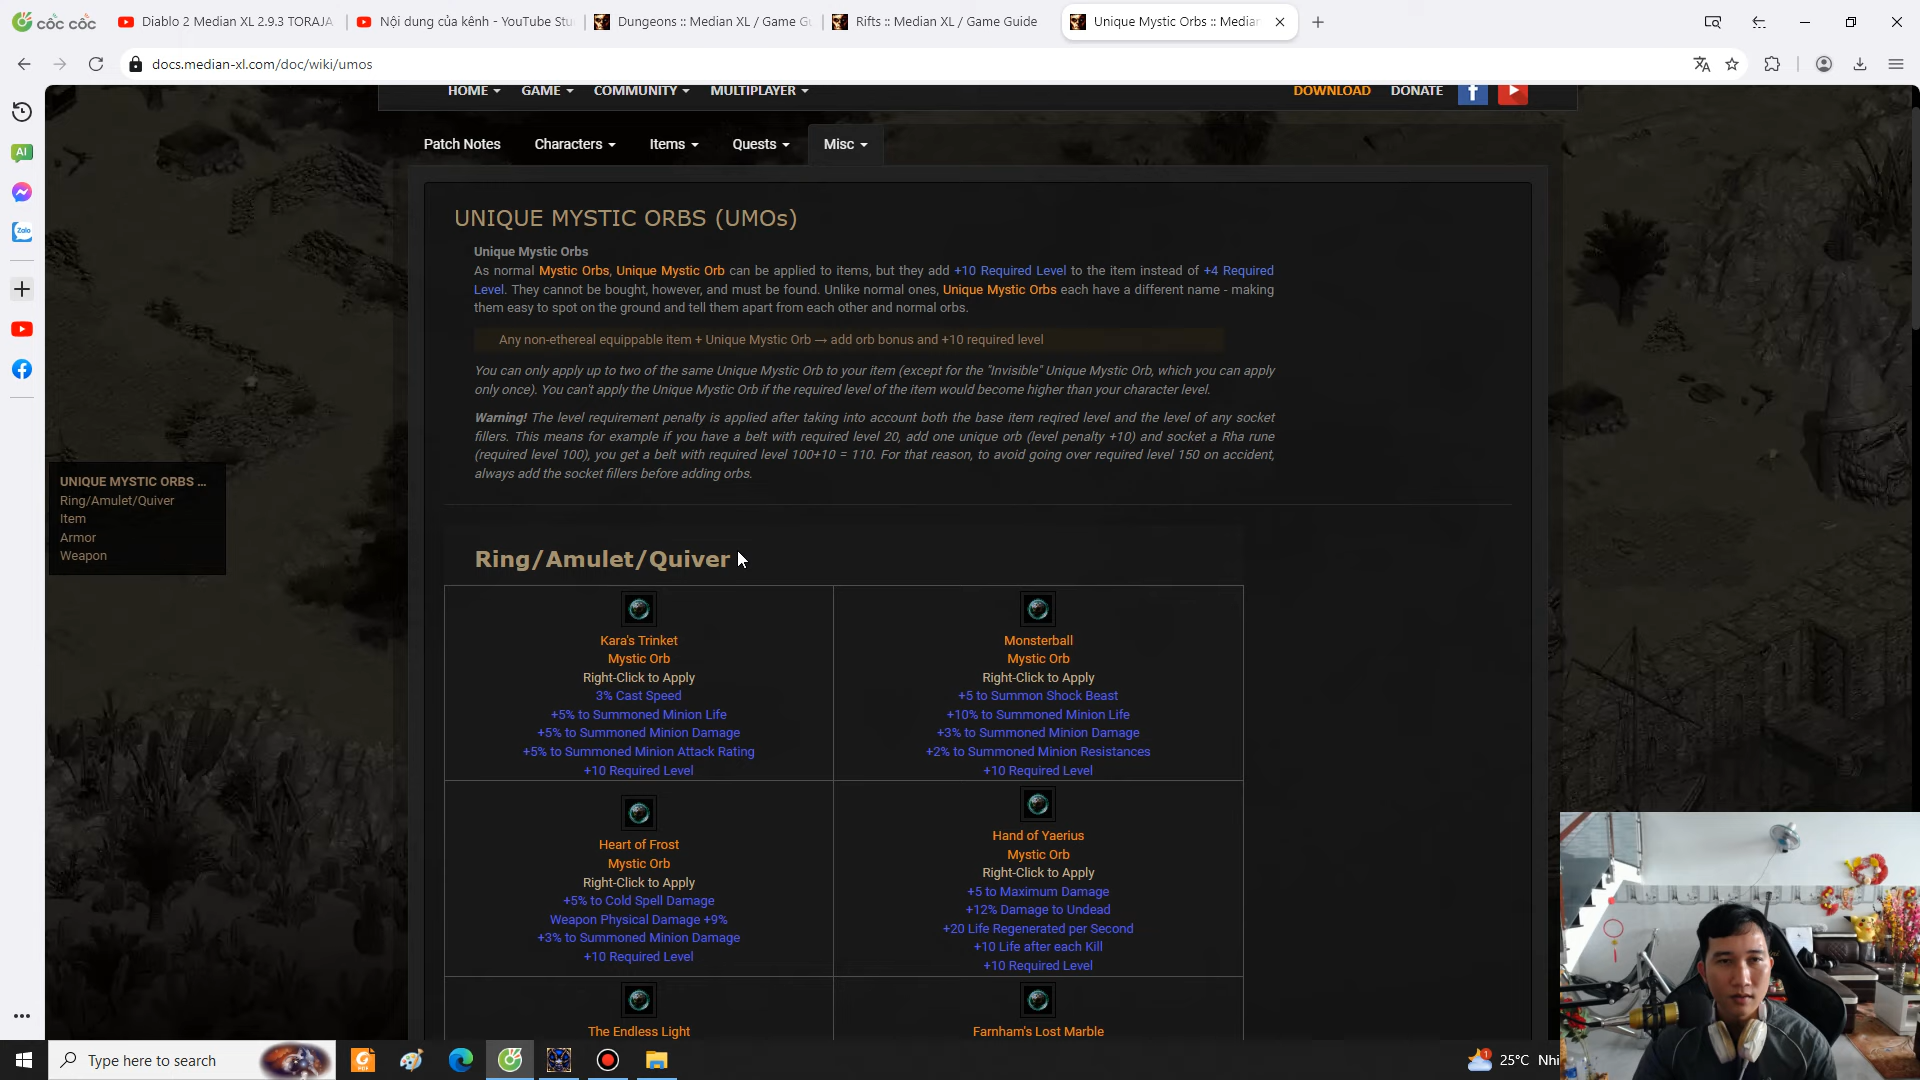 cốc cốc
Diablo 2 Median XL 2.9.3 TORAJA
Nội dung của kênh - YouTube Stu
Dungeons :: Median XL / Game Gu
Rifts :: Median XL / Game Guide
Unique Mystic Orbs :: Median
docs.median-xl.com/doc/wiki/umos
HOME
GAME
COMMUNITY
MULTIPLAYER
DOWNLOAD
DONATE
Patch Notes
Characters
Items
Quests
Misc
AI
Zalo
UNIQUE MYSTIC ORBS (UMOs)
Unique Mystic Orbs
As normal Mystic Orbs, Unique Mystic Orb can be applied to items, but they add +10 Required Level to the item instead of +4 Required
Level. They cannot be bought, however, and must be found. Unlike normal ones, Unique Mystic Orbs each have a different name - making
them easy to spot on the ground and tell them apart from each other and normal orbs.
Any non-ethereal equippable item + Unique Mystic Orb → add orb bonus and +10 required level
You can only apply up to two of the same Unique Mystic Orb to your item (except for the "Invisible" Unique Mystic Orb, which you can apply
only once). You can't apply the Unique Mystic Orb if the required level of the item would become higher than your character level.
Warning! The level requirement penalty is applied after taking into account both the base item reqired level and the level of any socket
fillers. This means for example if you have a belt with required level 20, add one unique orb (level penalty +10) and socket a Rha rune
(required level 100), you get a belt with required level 100+10 = 110. For that reason, to avoid going over required level 150 on accident,
always add the socket fillers before adding orbs.
UNIQUE MYSTIC ORBS ...
Ring/Amulet/Quiver
Item
Armor
Weapon
Ring/Amulet/Quiver
Kara's Trinket
Mystic Orb
Right-Click to Apply
3% Cast Speed
+5% to Summoned Minion Life
+5% to Summoned Minion Damage
+5% to Summoned Minion Attack Rating
+10 Required Level
Monsterball
Mystic Orb
Right-Click to Apply
+5 to Summon Shock Beast
+10% to Summoned Minion Life
+3% to Summoned Minion Damage
+2% to Summoned Minion Resistances
+10 Required Level
Heart of Frost
Mystic Orb
Right-Click to Apply
+5% to Cold Spell Damage
Weapon Physical Damage +9%
+3% to Summoned Minion Damage
+10 Required Level
Hand of Yaerius
Mystic Orb
Right-Click to Apply
+5 to Maximum Damage
+12% Damage to Undead
+20 Life Regenerated per Second
+10 Life after each Kill
+10 Required Level
The Endless Light
Farnham's Lost Marble
Type here to search
1
25°C Nhi